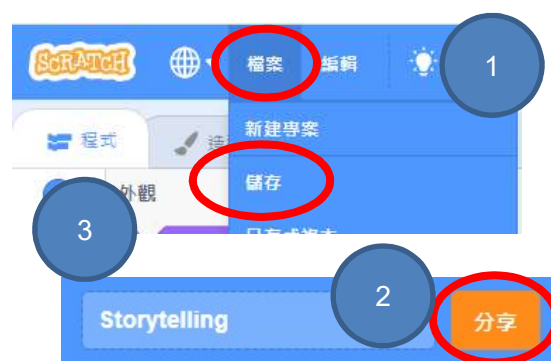 SCRATCH 檔案 編輯 1
新建專案
程式
儲存
外觀
3
2
Storytelling 分享